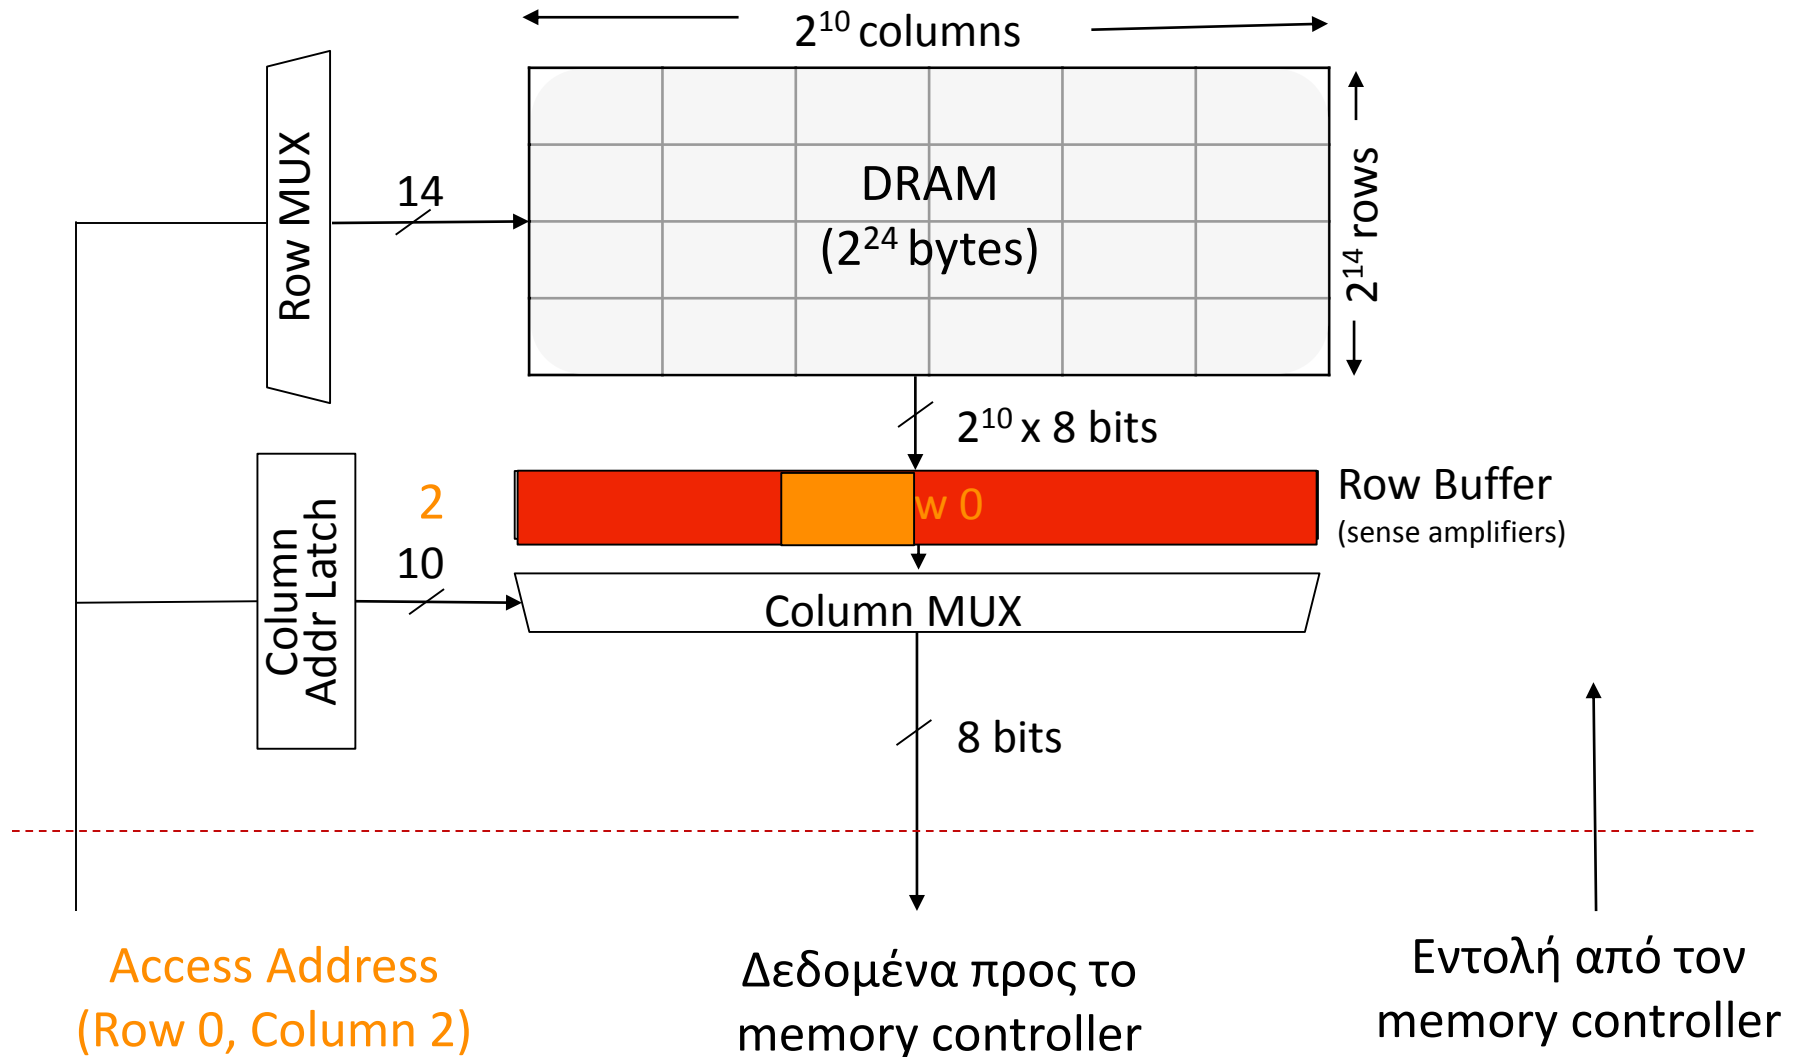 2¹⁰ columns
Row MUX
14
DRAM
(2²⁴ bytes)
2¹⁴ rows
2¹⁰ x 8 bits
Column
Addr Latch
2
w 0
Row Buffer
(sense amplifiers)
10
Column MUX
8 bits
Access Address
(Row 0, Column 2)
Δεδομένα προς το
memory controller
Εντολή από τον
memory controller